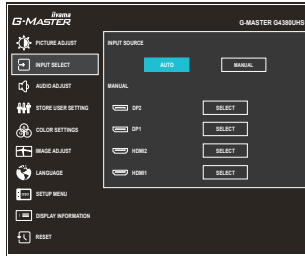 iiyama
G-MASTER
G-MASTER G4380UHS
PICTURE ADJUST
INPUT SELECT
AUDIO ADJUST
STORE USER SETTING
COLOR SETTINGS
IMAGE ADJUST
LANGUAGE
SETUP MENU
DISPLAY INFORMATION
RESET
INPUT SOURCE
AUTO
MANUAL
MANUAL
DP2 SELECT
DP1 SELECT
HDMI2 SELECT
HDMI1 SELECT